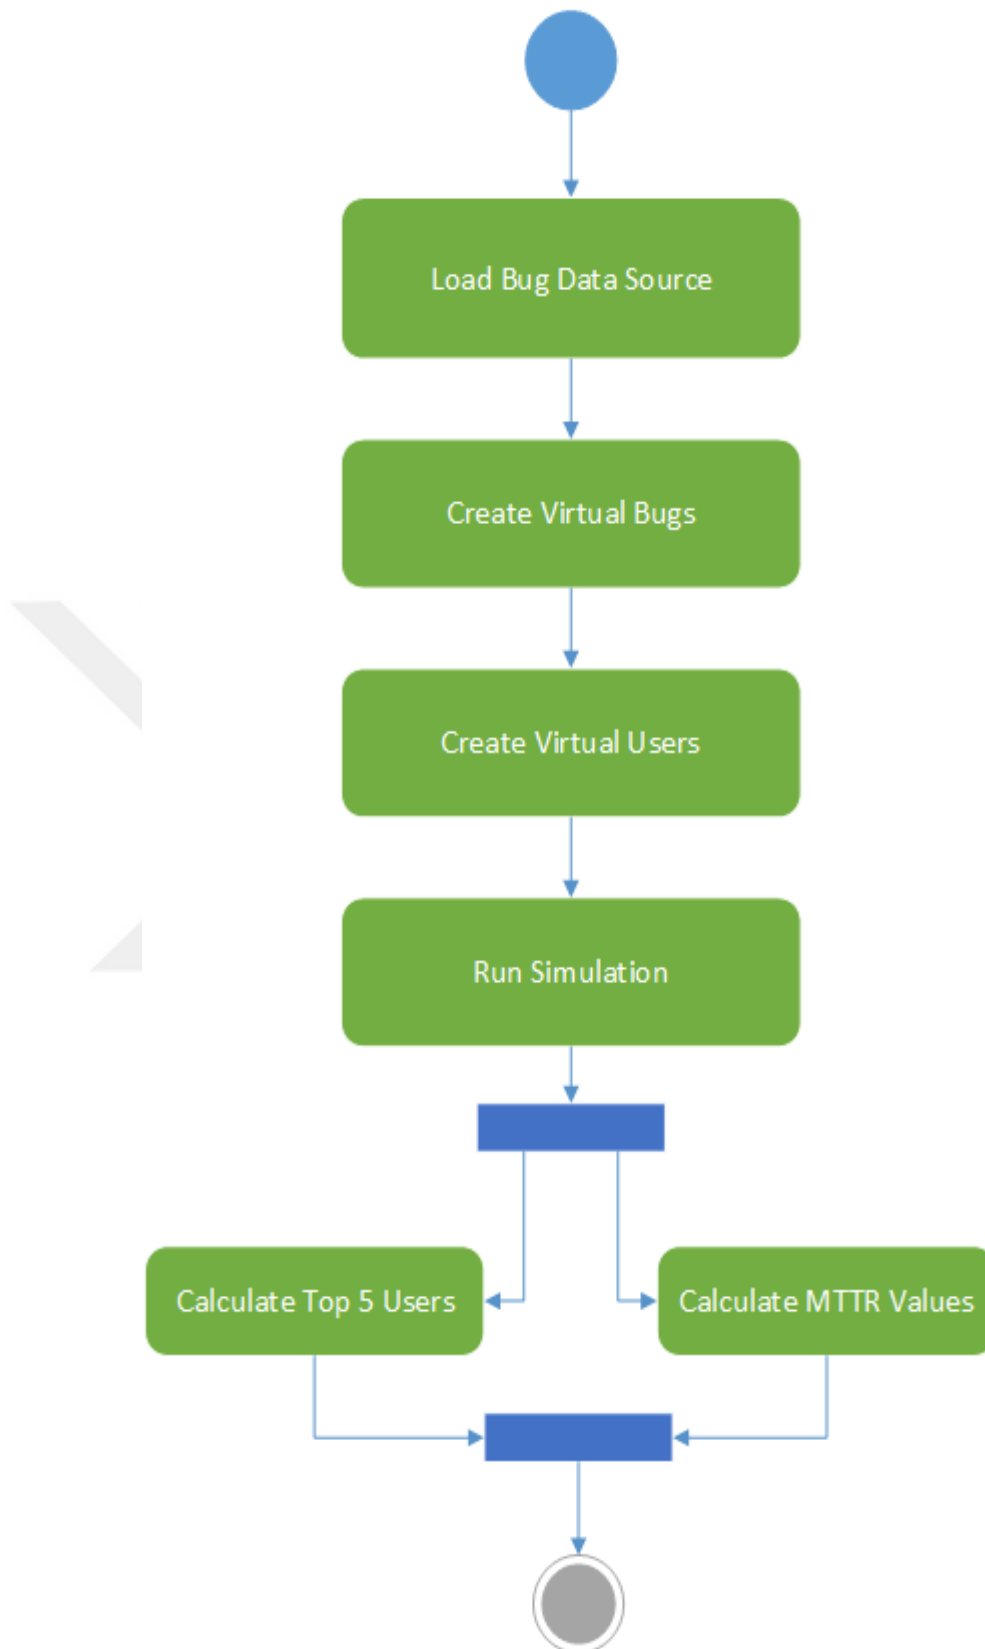 Load Bug Data Source
Create Virtual Bugs
Create Virtual Users
Run Simulation
Calculate Top 5 Users
Calculate MTTR Values